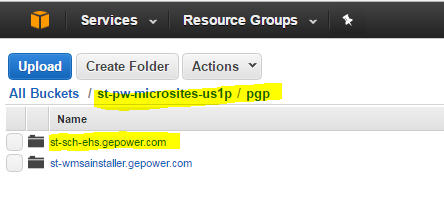 Services Resource Groups
Upload Create Folder Actions
All Buckets / st-pw-microsites-us1p / pgp
Name
st-sch-ehs.gepower.com
st-wmsainstaller.gepower.com